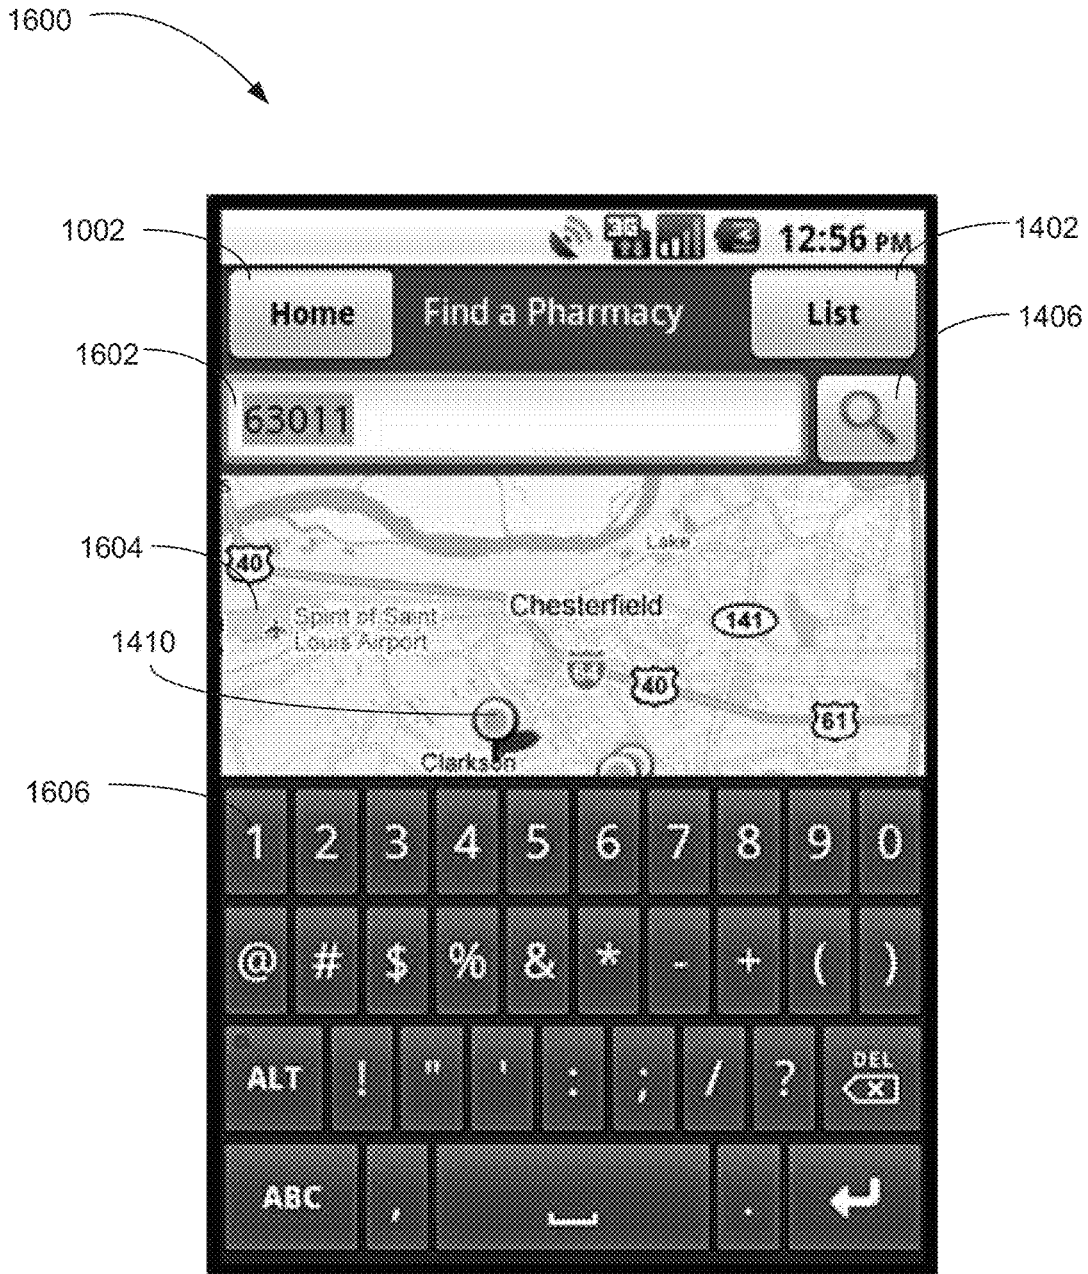 1600
1002
12:56 PM
1402
Home
Find a Pharmacy
List
1406
1602
63011
1604
40
Lake
Chesterfield
141
Spirit of Saint
Louis Airport
1410
40
61
Clarkson
1606
1 2 3 4 5 6 7 8 9 0
@ # $ % & * - + ( )
ALT ! " ' : ; / ? DEL
ABC , .